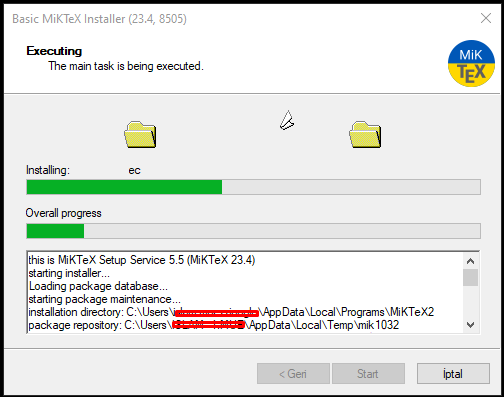 Basic MiKTeX Installer (23.4, 8505)
Executing
The main task is being executed.
MiK
TEX
Installing: ec
Overall progress
this is MiKTeX Setup Service 5.5 (MiKTeX 23.4)
starting installer...
Loading package database...
starting package maintenance...
installation directory: C:\Users\ \AppData\Local\Programs\MiKTeX2
package repository: C:\Users\ \AppData\Local\Temp\mik1032
< Geri Start İptal